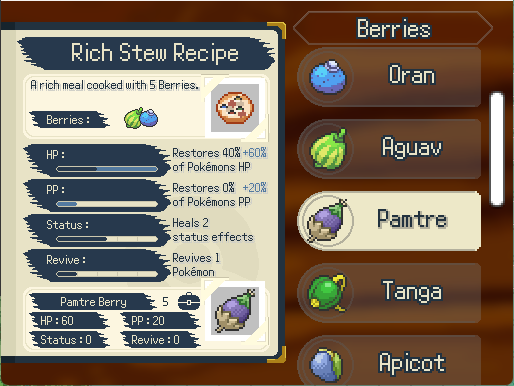 Rich Stew Recipe
A rich meal cooked with 5 Berries.
Berries:
HP:
Restores 40% +60%
of Pokémons HP
PP:
Restores 0% +20%
of Pokémons PP
Status:
Heals 2
status effects
Revive:
Revives 1
Pokémon
Pamtre Berry 5
HP:60 PP:20
Status:0 Revive:0
Berries
Oran
Aguav
Pamtre
Tanga
Apicot